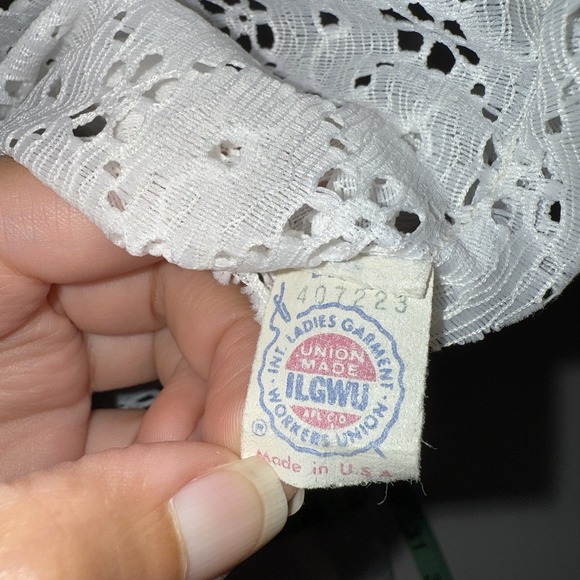 407223
INT. LADIES GARMENT
UNION
MADE
ILGWU
AFL-CIO
WORKERS UNION
®
Made in U.S.A